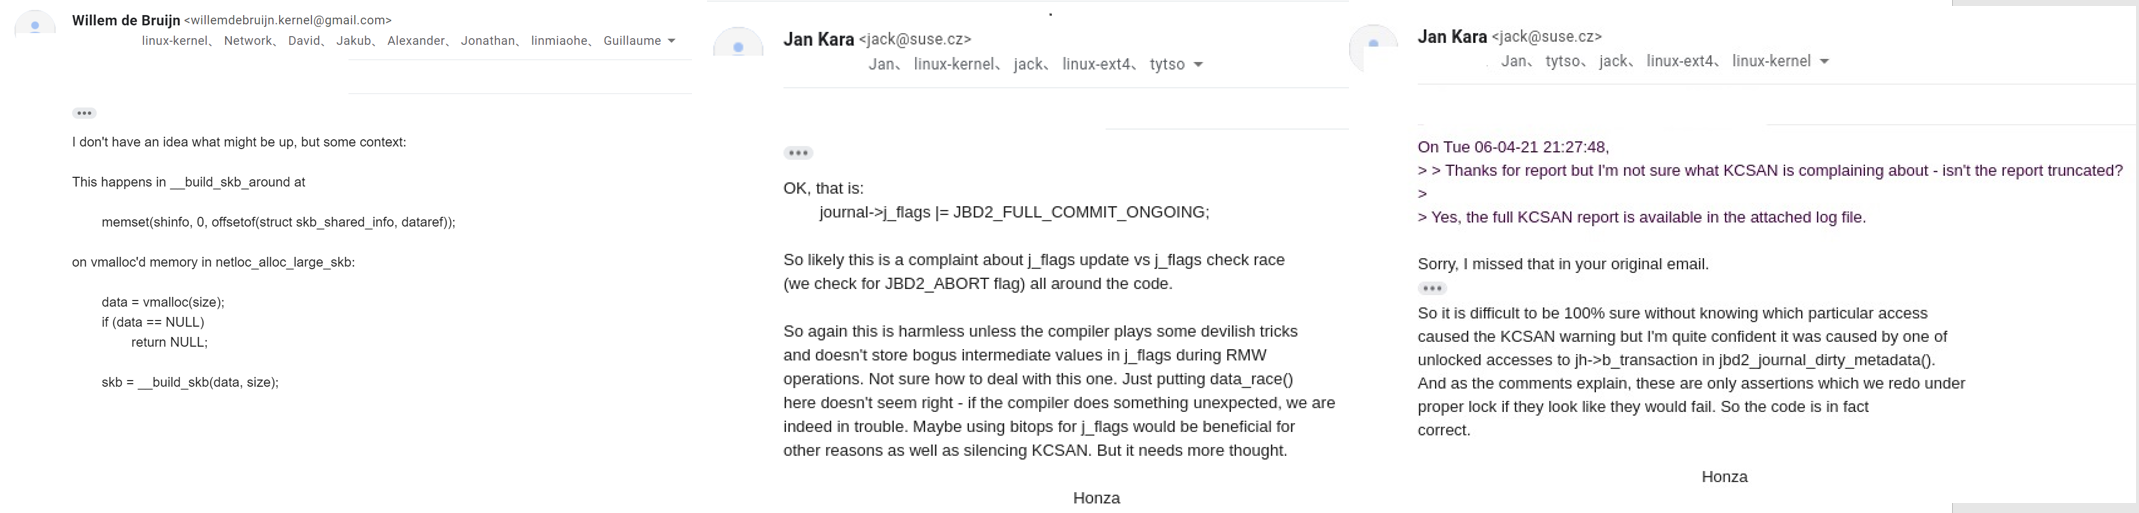 Willem de Bruijn <willemdebruijn.kernel@gmail.com>
linux-kernel、 Network、 David、 Jakub、 Alexander、 Jonathan、 linmiaohe、 Guillaume
I don't have an idea what might be up, but some context:
This happens in __build_skb_around at
memset(shinfo, 0, offsetof(struct skb_shared_info, dataref));
on vmalloc'd memory in netloc_alloc_large_skb:
data = vmalloc(size);
if (data == NULL)
return NULL;
skb = __build_skb(data, size);
Jan Kara <jack@suse.cz>
Jan、 linux-kernel、 jack、 linux-ext4、 tytso
OK, that is:
journal->j_flags |= JBD2_FULL_COMMIT_ONGOING;
So likely this is a complaint about j_flags update vs j_flags check race
(we check for JBD2_ABORT flag) all around the code.
So again this is harmless unless the compiler plays some devilish tricks
and doesn't store bogus intermediate values in j_flags during RMW
operations. Not sure how to deal with this one. Just putting data_race()
here doesn't seem right - if the compiler does something unexpected, we are
indeed in trouble. Maybe using bitops for j_flags would be beneficial for
other reasons as well as silencing KCSAN. But it needs more thought.
Honza
Jan Kara <jack@suse.cz>
Jan、 tytso、 jack、 linux-ext4、 linux-kernel
On Tue 06-04-21 21:27:48,
> > Thanks for report but I'm not sure what KCSAN is complaining about - isn't the report truncated?
>
> Yes, the full KCSAN report is available in the attached log file.
Sorry, I missed that in your original email.
So it is difficult to be 100% sure without knowing which particular access
caused the KCSAN warning but I'm quite confident it was caused by one of
unlocked accesses to jh->b_transaction in jbd2_journal_dirty_metadata().
And as the comments explain, these are only assertions which we redo under
proper lock if they look like they would fail. So the code is in fact
correct.
Honza